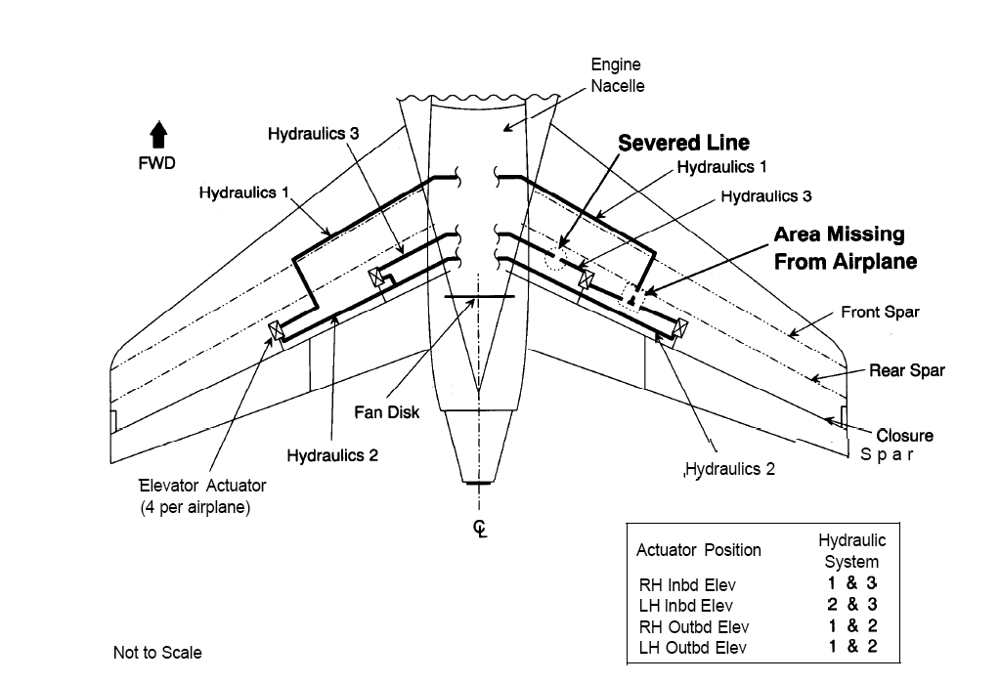 Engine
Nacelle
Hydraulics 3
Severed Line
FWD
Hydraulics 1
Hydraulics 1
Hydraulics 3
Area Missing
From Airplane
Front Spar
Rear Spar
Fan Disk
Closure
Spar
Hydraulics 2
Hydraulics 2
Elevator Actuator
(4 per airplane)
CL
Actuator Position Hydraulic
System
RH Inbd Elev 1 & 3
LH Inbd Elev 2 & 3
RH Outbd Elev 1 & 2
LH Outbd Elev 1 & 2
Not to Scale